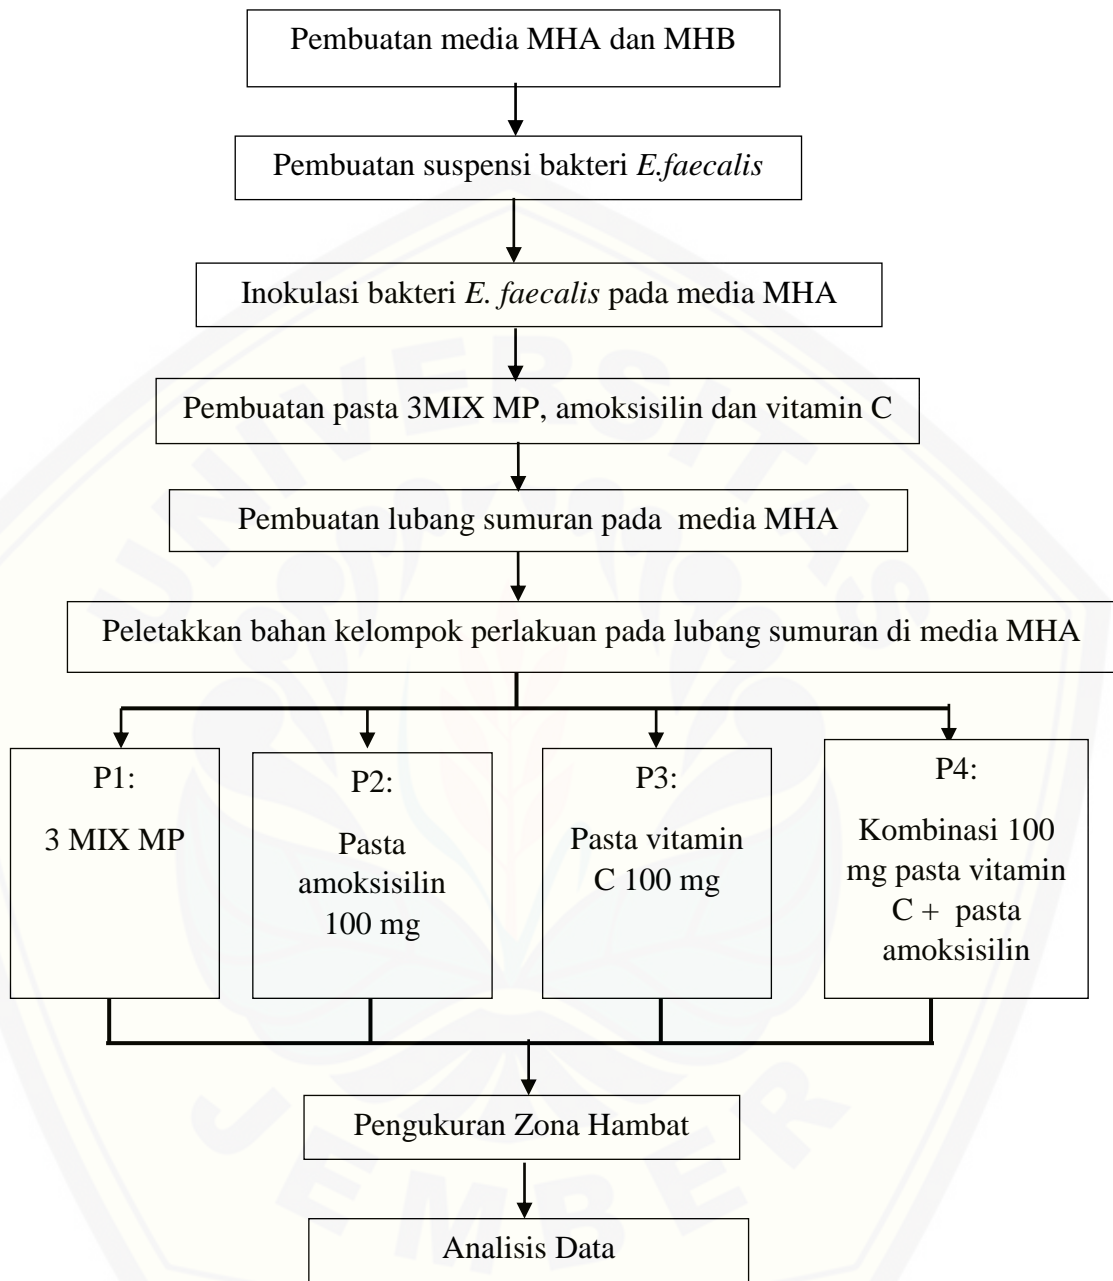 Pembuatan media MHA dan MHB
Pembuatan suspensi bakteri E.faecalis
Inokulasi bakteri E. faecalis pada media MHA
Pembuatan pasta 3MIX MP, amoksisilin dan vitamin C
Pembuatan lubang sumuran pada media MHA
Peletakkan bahan kelompok perlakuan pada lubang sumuran di media MHA
P1:
3 MIX MP
P2:
Pasta
amoksisilin
100 mg
P3:
Pasta vitamin
C 100 mg
P4:
Kombinasi 100
mg pasta vitamin
C + pasta
amoksisilin
Pengukuran Zona Hambat
Analisis Data
UNIVERSITAS
JEMBER